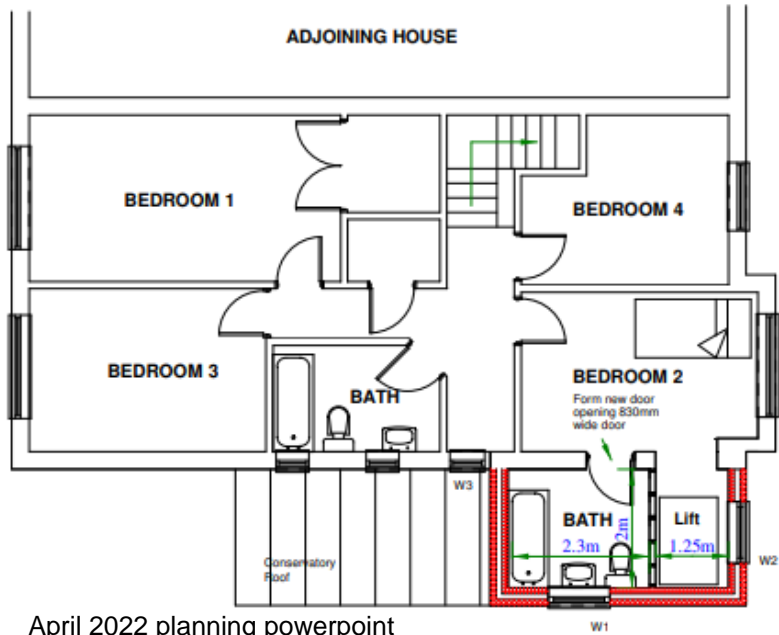 ADJOINING HOUSE
BEDROOM 1
BEDROOM 4
BEDROOM 3
BATH
BEDROOM 2
Form new door
opening 830mm
wide door
W3
BATH
Lift
2m
2.3m
1.25m
W2
Conservatory
Roof
W1
April 2022 planning powerpoint